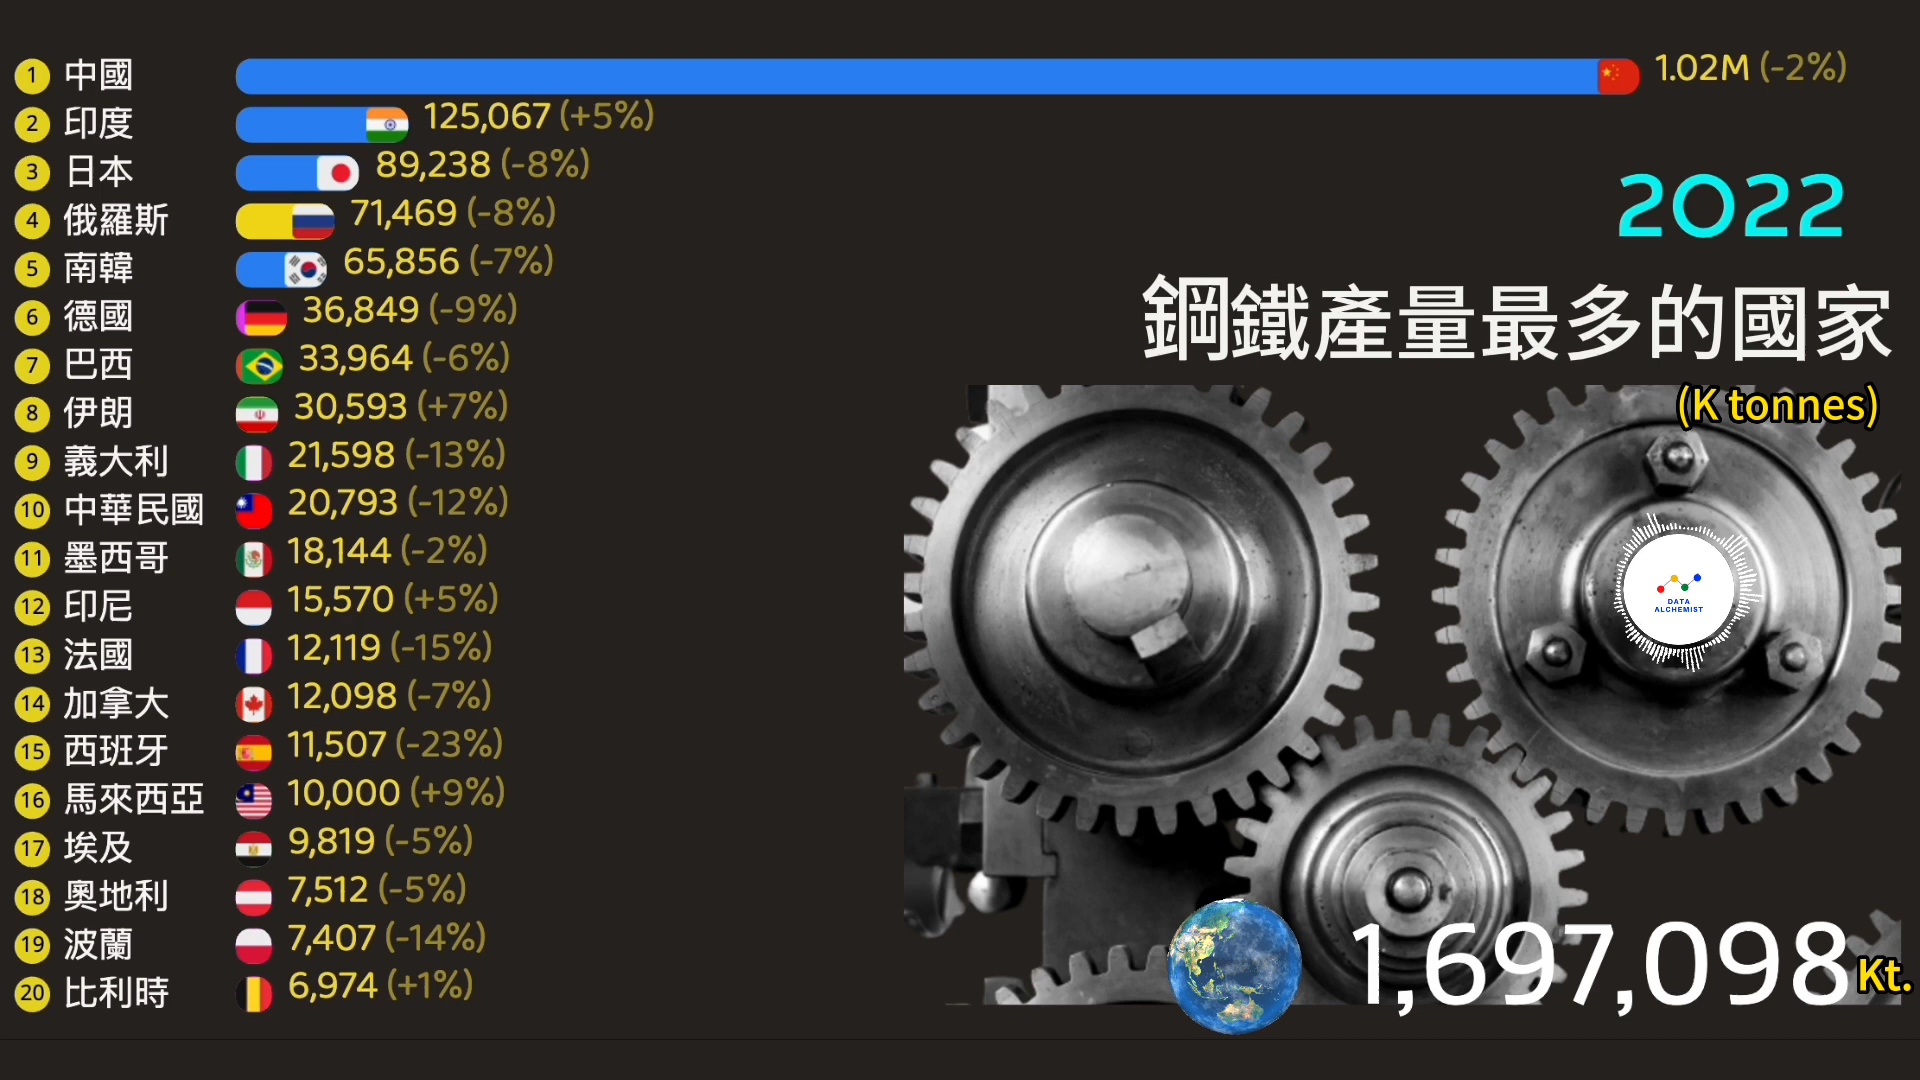 1 中國 1.02M (-2%)
2 印度 125,067 (+5%)
3 日本 89,238 (-8%)
4 俄羅斯 71,469 (-8%)
5 南韓 65,856 (-7%)
6 德國 36,849 (-9%)
7 巴西 33,964 (-6%)
8 伊朗 30,593 (+7%)
9 義大利 21,598 (-13%)
10 中華民國 20,793 (-12%)
11 墨西哥 18,144 (-2%)
12 印尼 15,570 (+5%)
13 法國 12,119 (-15%)
14 加拿大 12,098 (-7%)
15 西班牙 11,507 (-23%)
16 馬來西亞 10,000 (+9%)
17 埃及 9,819 (-5%)
18 奧地利 7,512 (-5%)
19 波蘭 7,407 (-14%)
20 比利時 6,974 (+1%)
2022
鋼鐵產量最多的國家
(K tonnes)
DATA
ALCHEMIST
1,697,098 Kt.